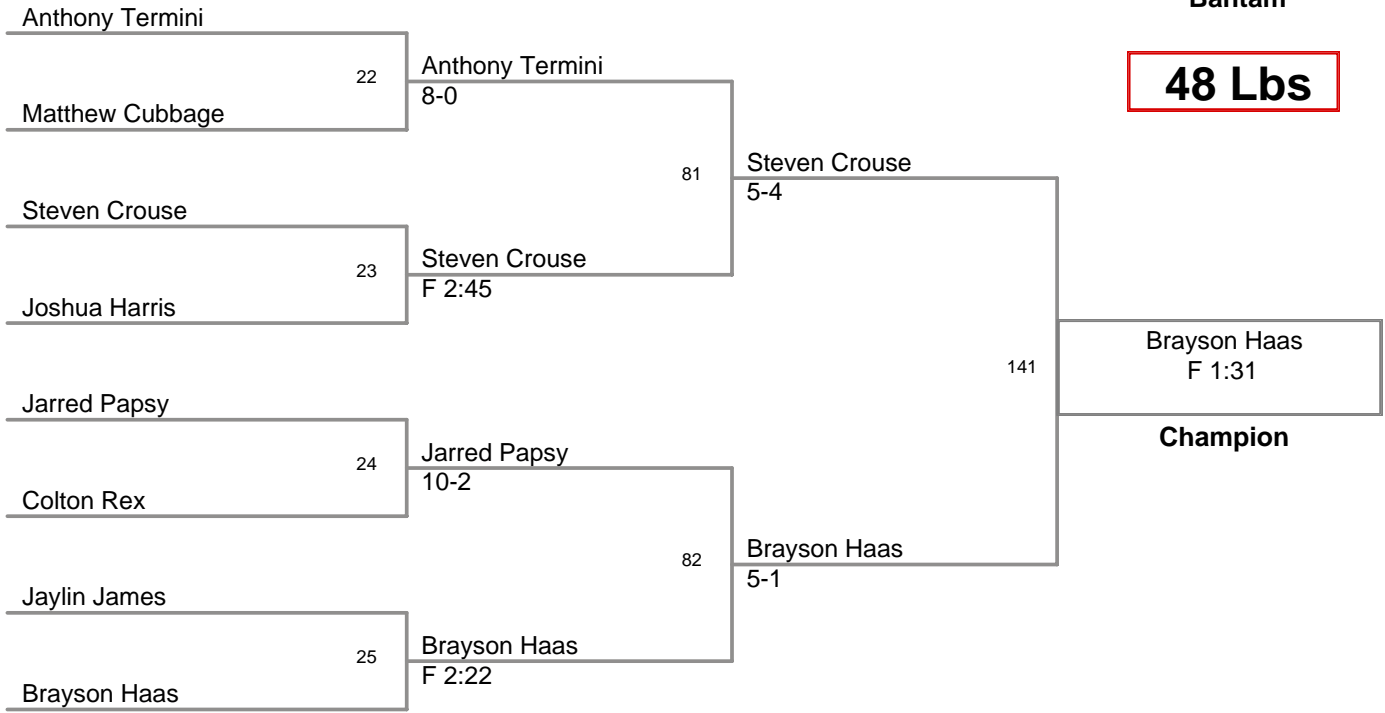 Bantam
48 Lbs
Anthony Termini
22
Matthew Cubbage
Anthony Termini
8-0
Steven Crouse
23
Joshua Harris
Steven Crouse
F 2:45
81
Steven Crouse
5-4
Jarred Papsy
24
Colton Rex
Jarred Papsy
10-2
Jaylin James
25
Brayson Haas
Brayson Haas
F 2:22
82
Brayson Haas
5-1
141
Brayson Haas
F 1:31
Champion